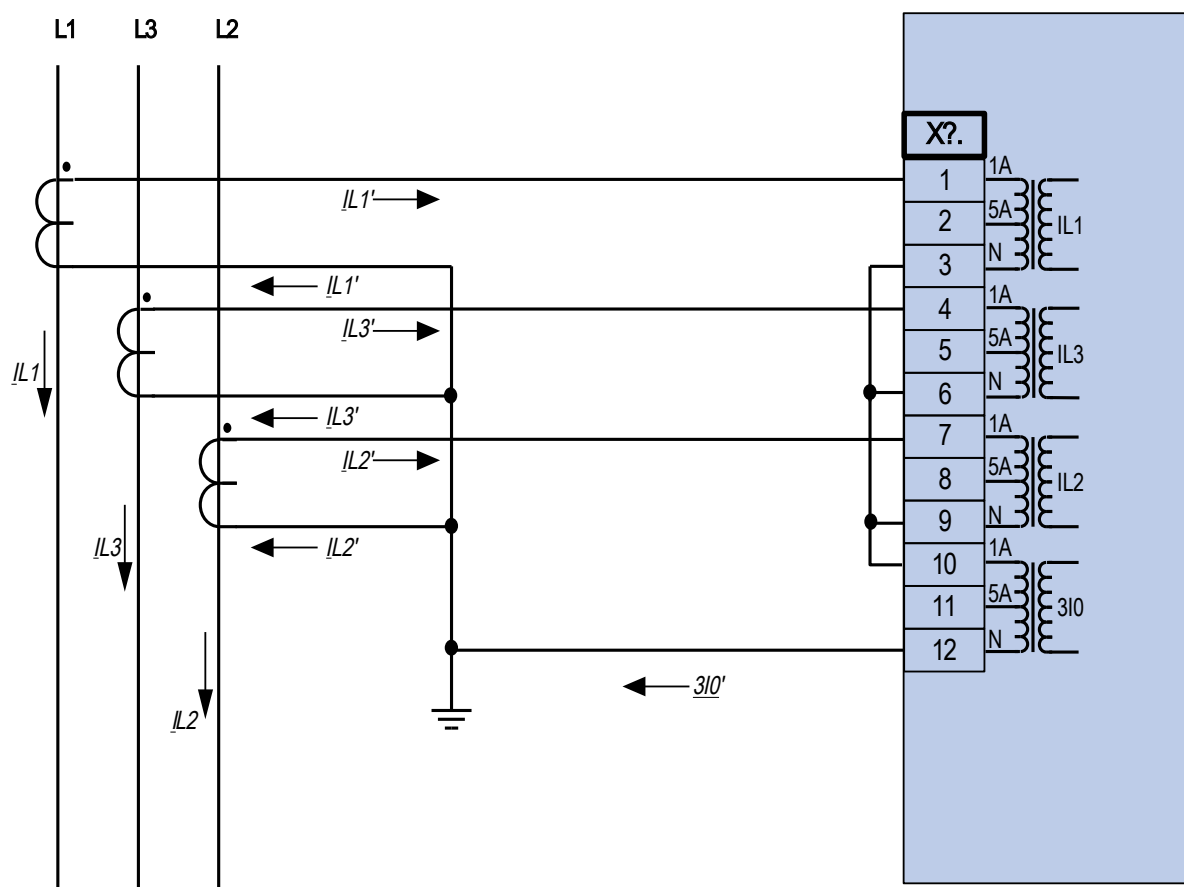 L1 L3 L2
X?.
1 1A
IL1'
2 5A IL1
3 N
IL1'
4 1A
IL3'
5 5A IL3
IL1
6 N
IL3'
7 1A
IL2'
8 5A IL2
9 N
IL3
IL2'
10 1A
11 5A 3I0
12 N
3I0'
IL2